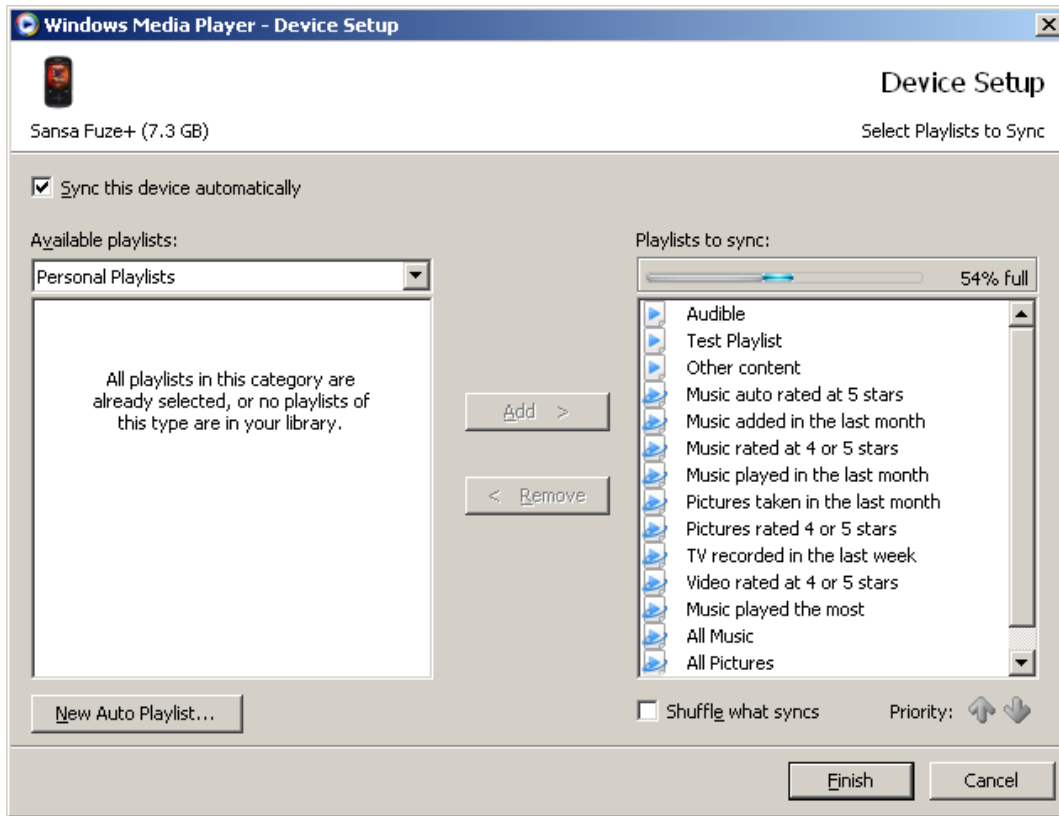 Windows Media Player - Device Setup
Device Setup
Sansa Fuze+ (7.3 GB)
Select Playlists to Sync
Sync this device automatically
Available playlists:
Personal Playlists
All playlists in this category are
already selected, or no playlists of
this type are in your library.
New Auto Playlist...
Add >
< Remove
Playlists to sync:
54% full
Audible
Test Playlist
Other content
Music auto rated at 5 stars
Music added in the last month
Music rated at 4 or 5 stars
Music played in the last month
Pictures taken in the last month
Pictures rated 4 or 5 stars
TV recorded in the last week
Video rated at 4 or 5 stars
Music played the most
All Music
All Pictures
Shuffle what syncs
Priority:
Finish
Cancel